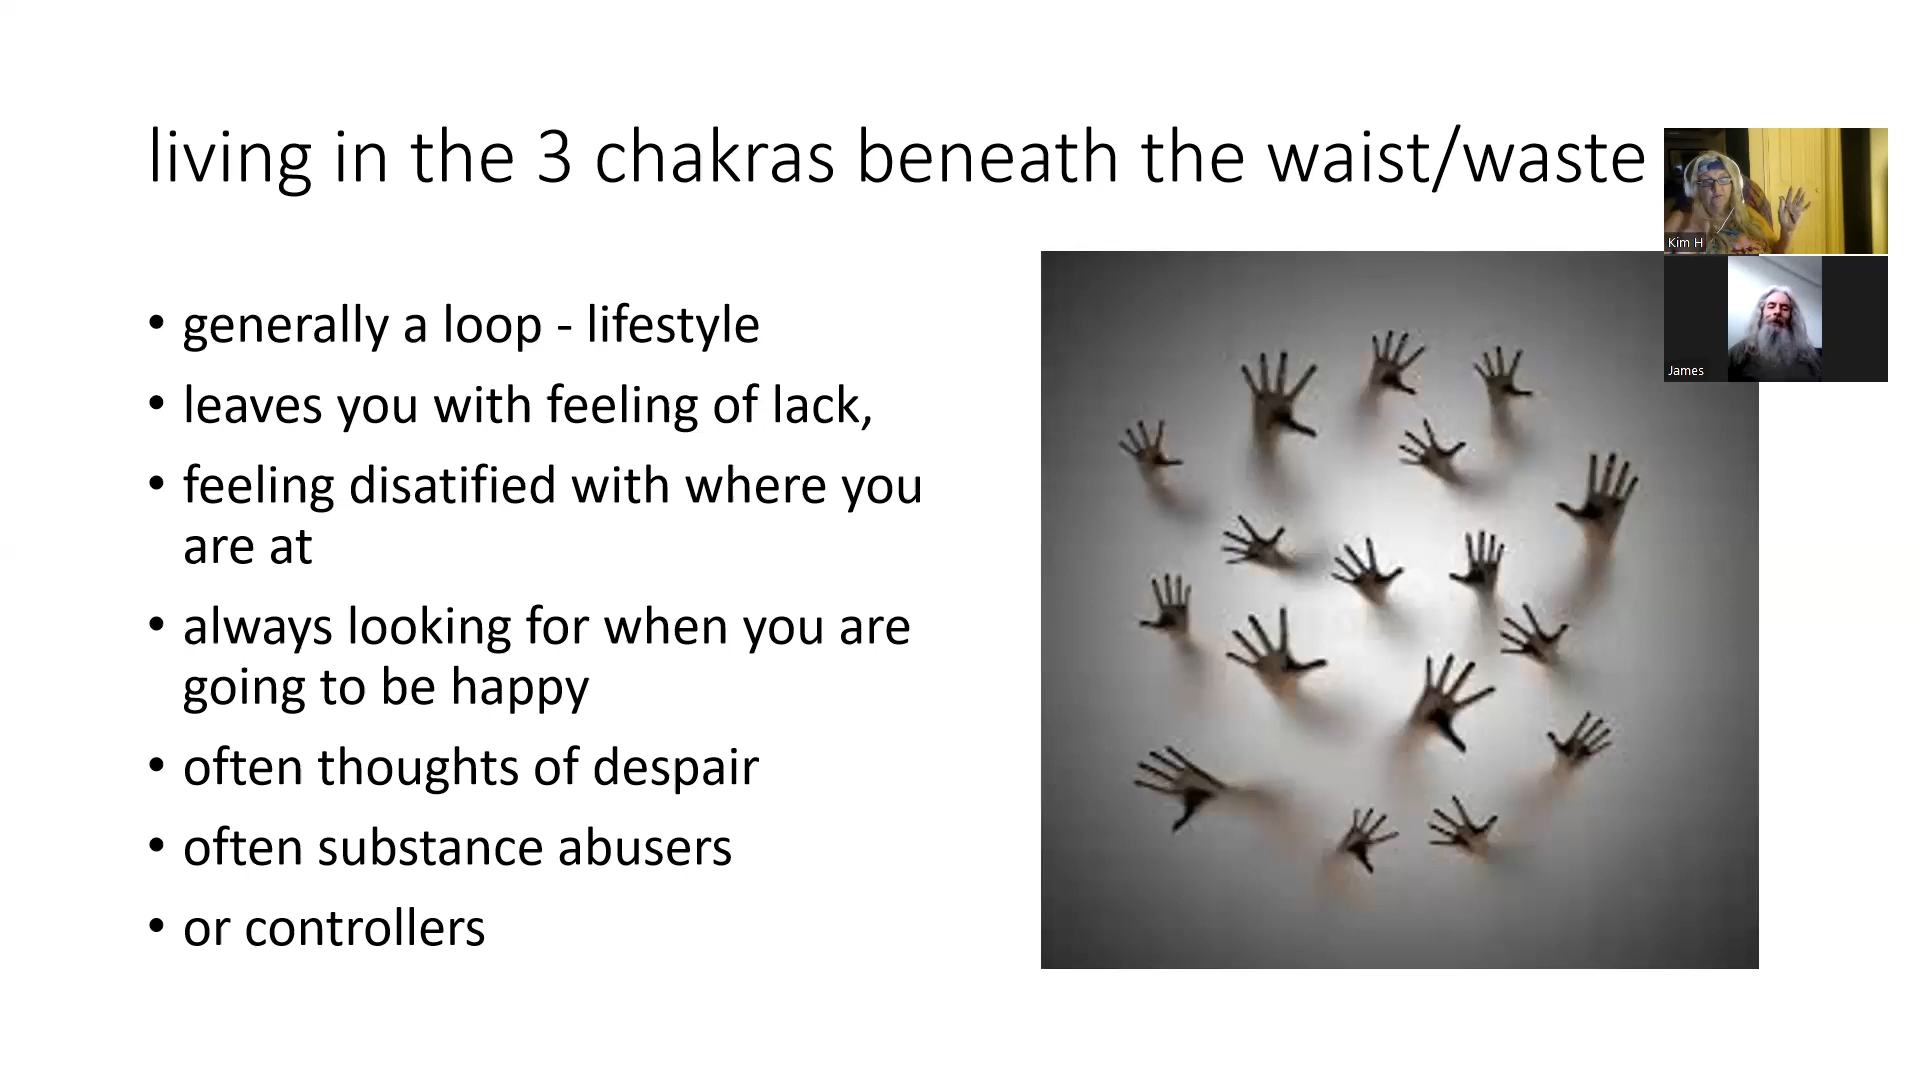 living in the 3 chakras beneath the waist/waste
• generally a loop - lifestyle
• leaves you with feeling of lack,
• feeling disatified with where you
are at
• always looking for when you are
going to be happy
• often thoughts of despair
• often substance abusers
• or controllers
Kim H
James